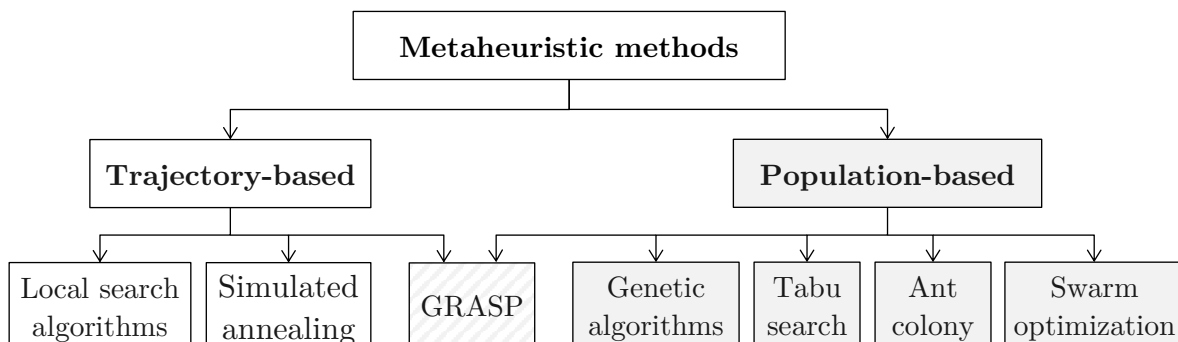 Metaheuristic methods
Trajectory-based
Population-based
Local search
algorithms
Simulated
annealing
GRASP
Genetic
algorithms
Tabu
search
Ant
colony
Swarm
optimization